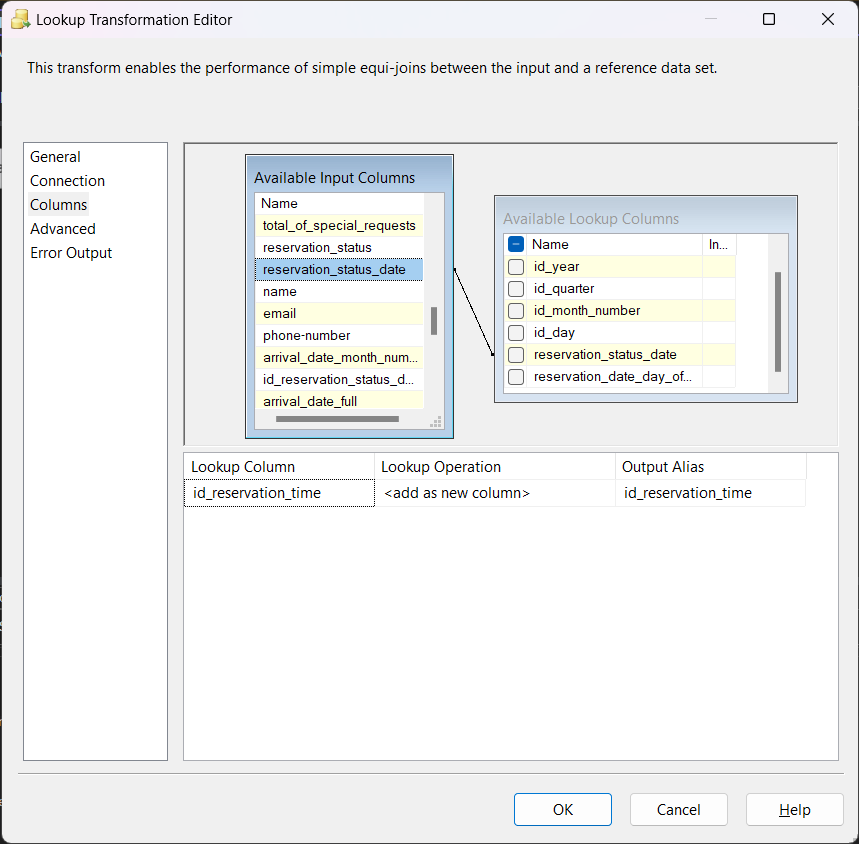 Lookup Transformation Editor
This transform enables the performance of simple equi-joins between the input and a reference data set.
General
Connection
Columns
Advanced
Error Output
Available Input Columns
Name
total_of_special_requests
reservation_status
reservation_status_date
name
email
phone-number
arrival_date_month_num...
id_reservation_status_d...
arrival_date_full
Available Lookup Columns
Name In...
id_year
id_quarter
id_month_number
id_day
reservation_status_date
reservation_date_day_of...
Lookup Column Lookup Operation Output Alias
id_reservation_time <add as new column> id_reservation_time
OK Cancel Help